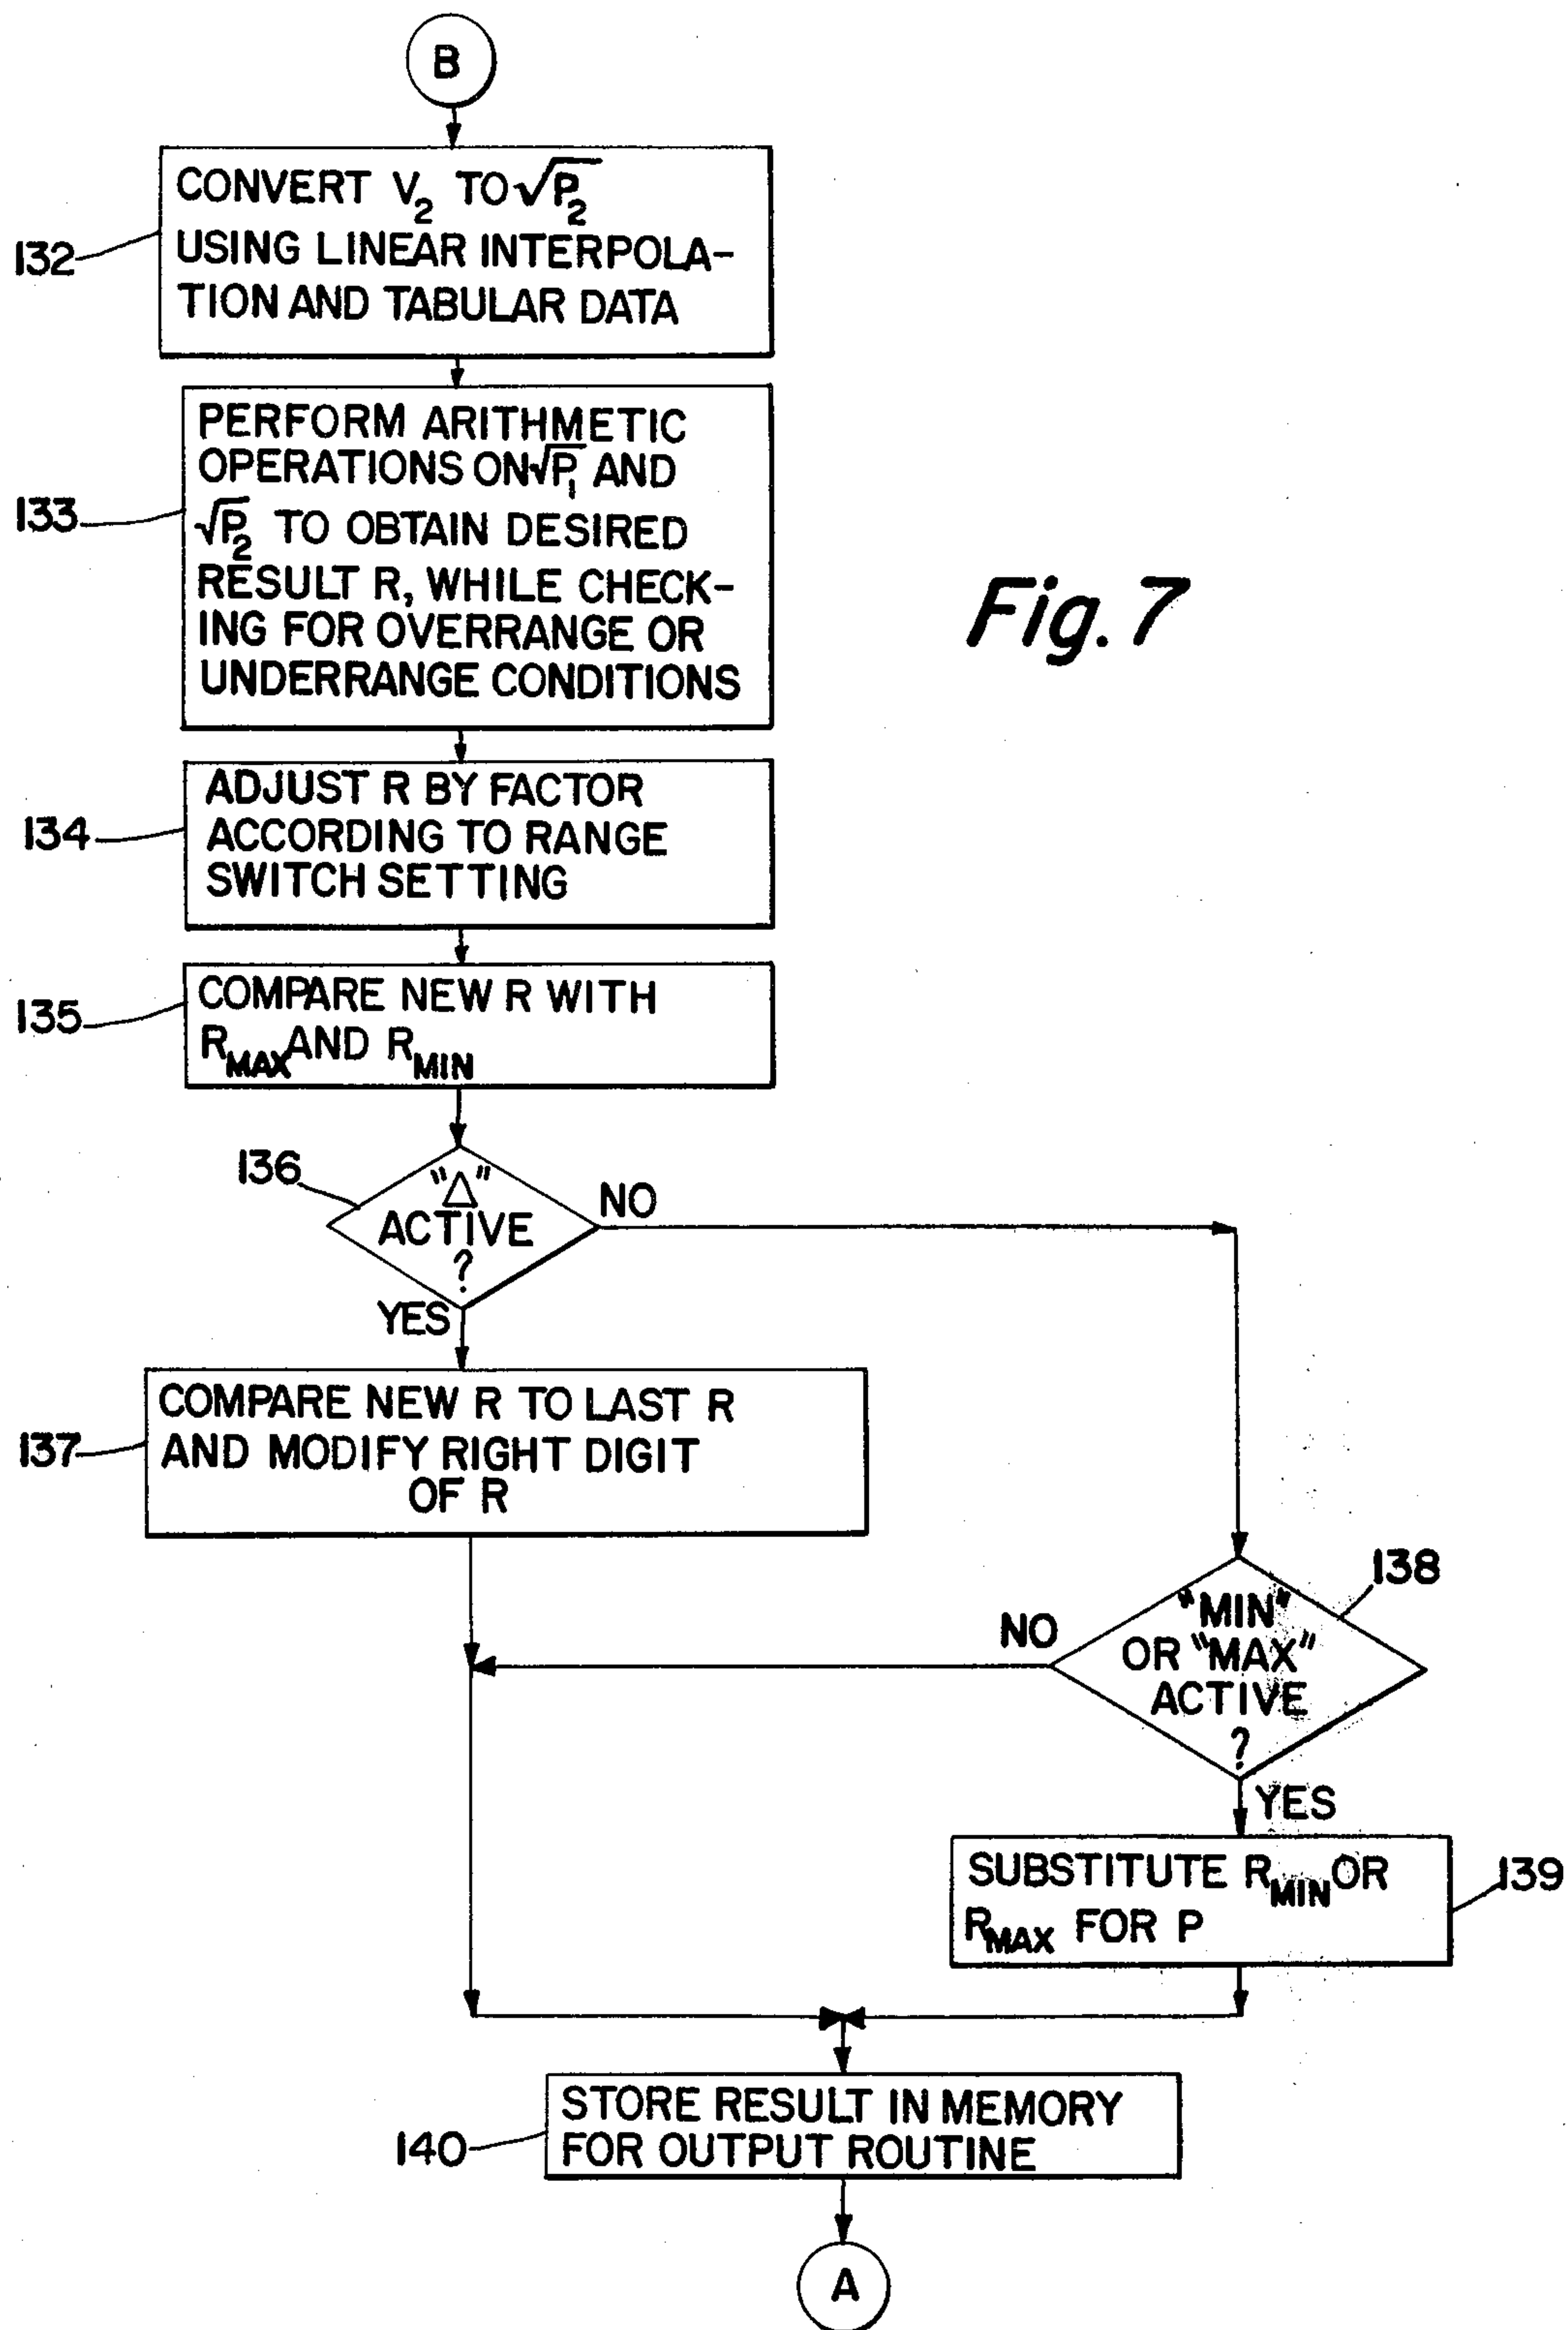 B
CONVERT V₂ TO √P₂
USING LINEAR INTERPOLA-
TION AND TABULAR DATA
132
PERFORM ARITHMETIC
OPERATIONS ON √P₁ AND
√P₂ TO OBTAIN DESIRED
RESULT R, WHILE CHECK-
ING FOR OVERRANGE OR
UNDERRANGE CONDITIONS
133
Fig. 7
ADJUST R BY FACTOR
ACCORDING TO RANGE
SWITCH SETTING
134
COMPARE NEW R WITH
R MAX AND R MIN
135
136
"Δ"
ACTIVE
?
NO
YES
COMPARE NEW R TO LAST R
AND MODIFY RIGHT DIGIT
OF R
137
138
"MIN"
OR "MAX"
ACTIVE
?
NO
YES
SUBSTITUTE R MIN OR
R MAX FOR P
139
STORE RESULT IN MEMORY
FOR OUTPUT ROUTINE
140
A